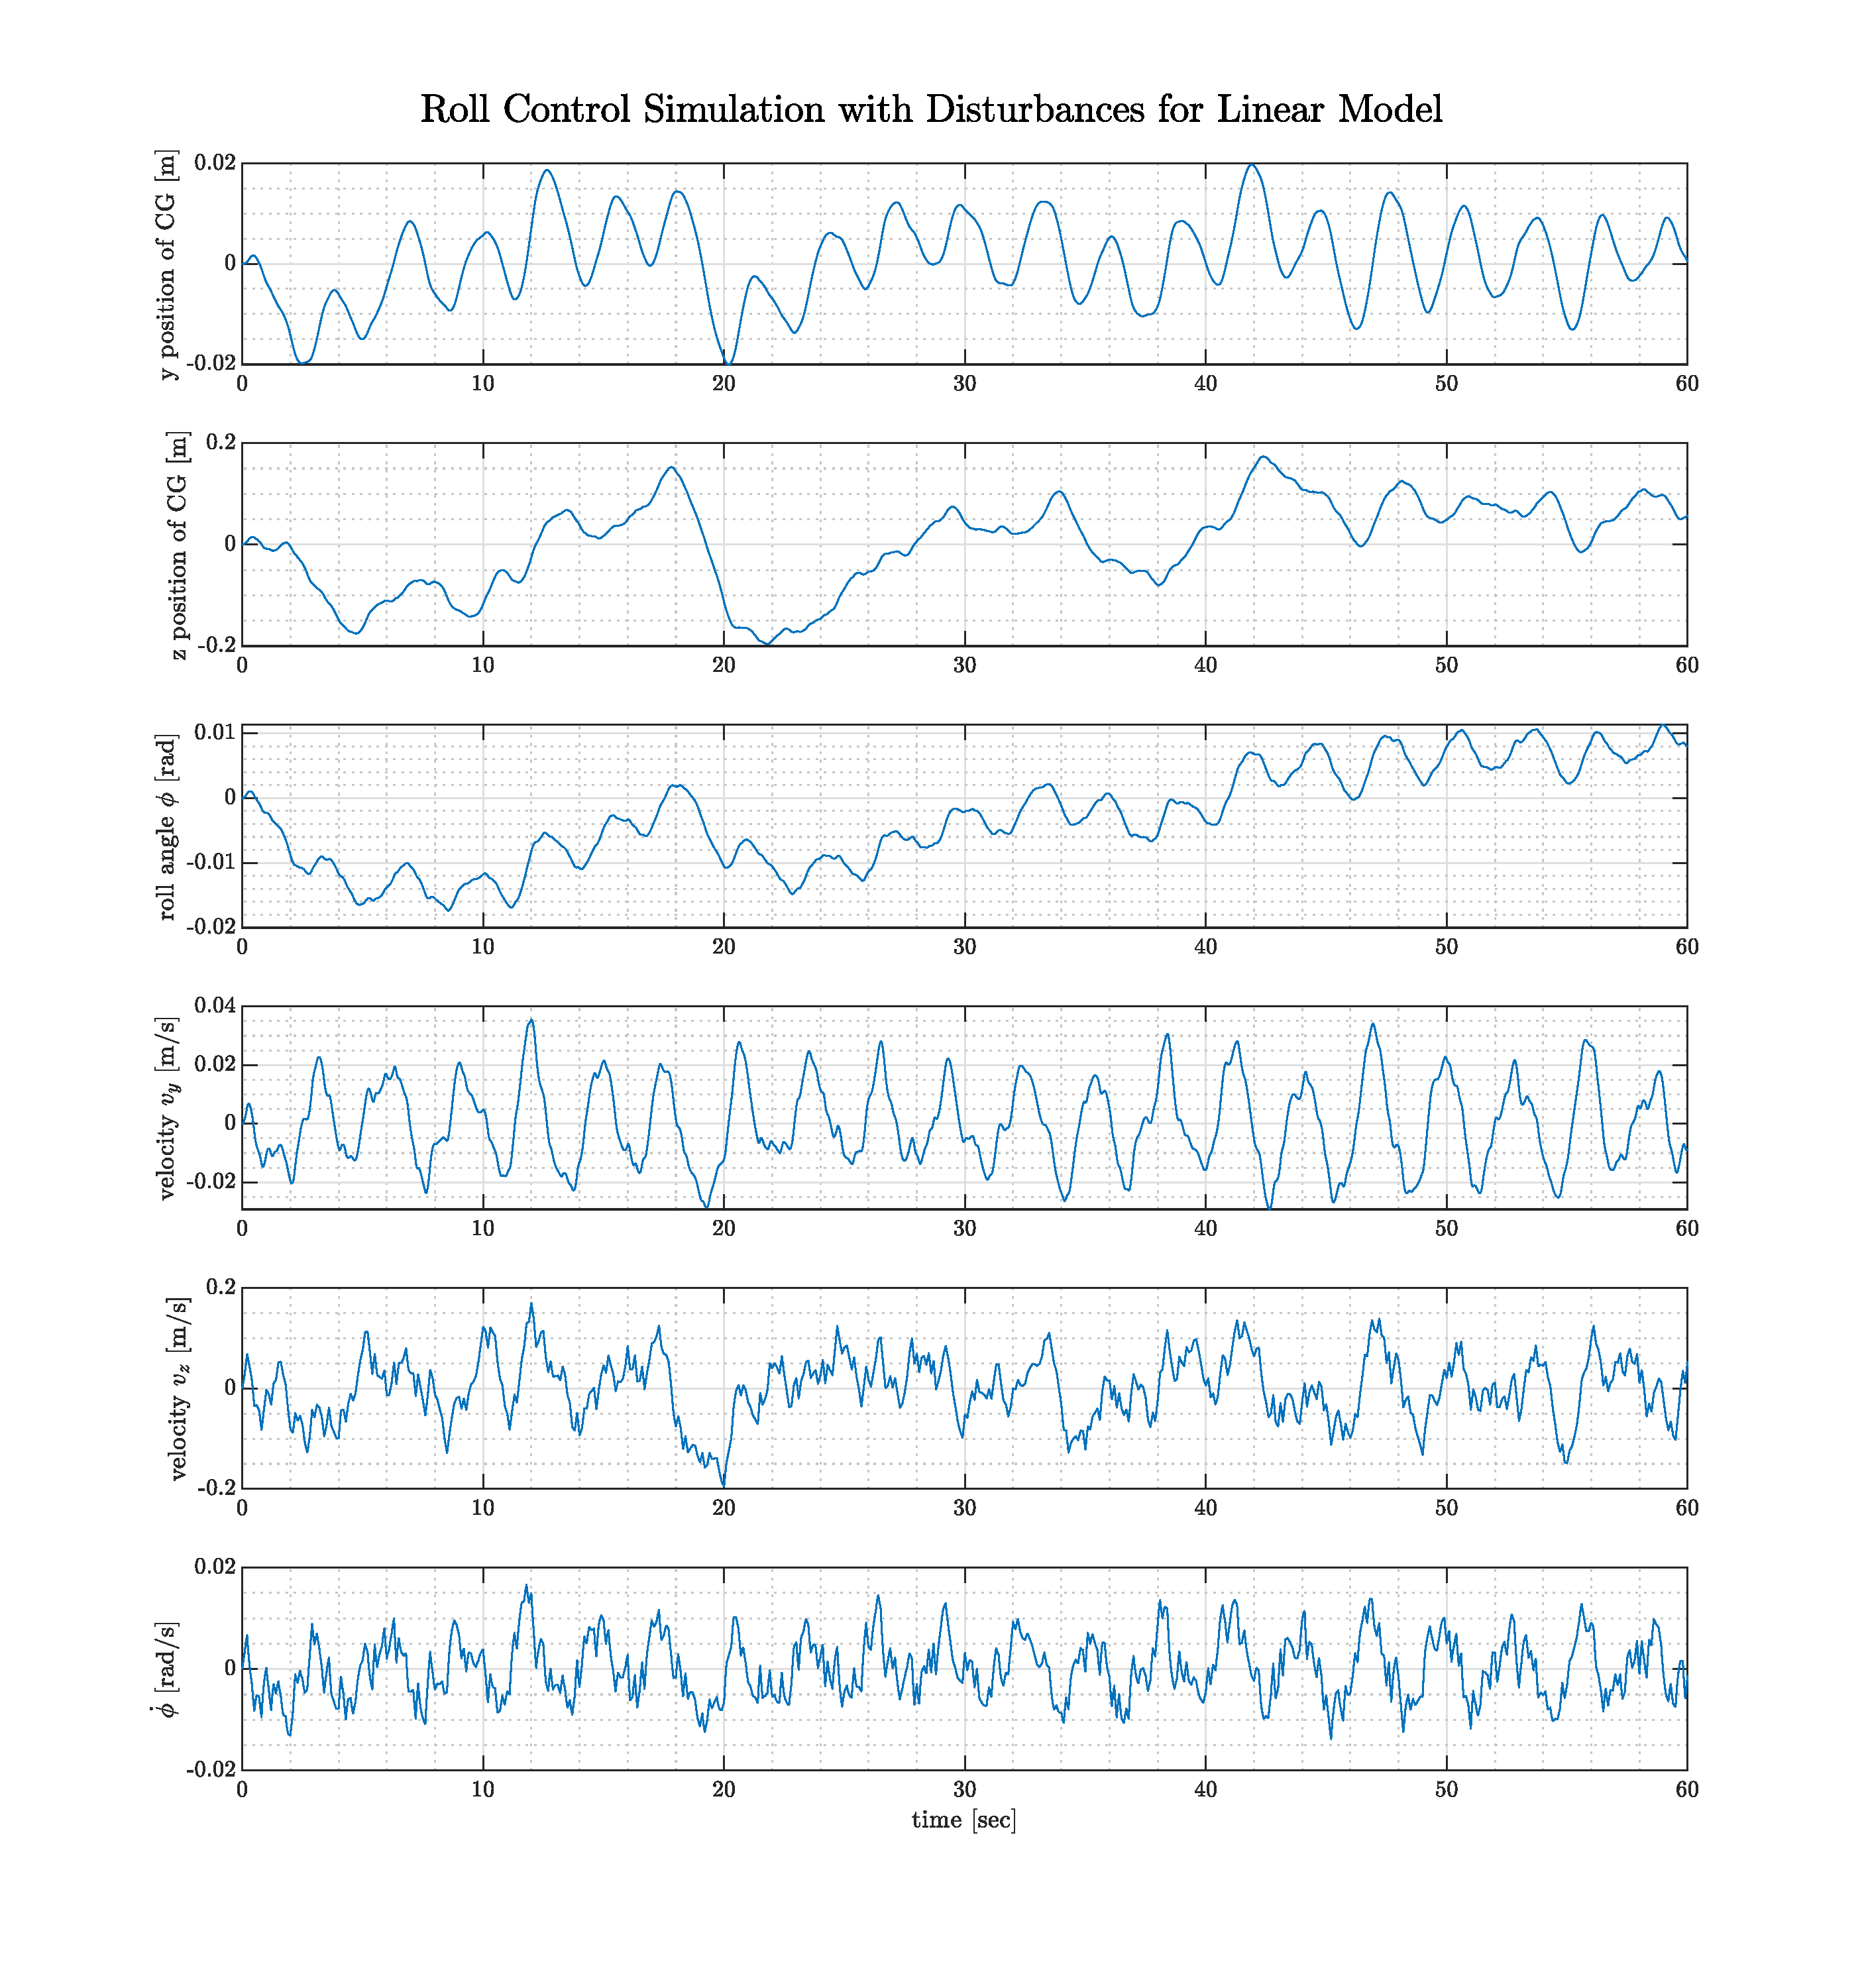 Roll Control Simulation with Disturbances for Linear Model
y position of CG [m]
0.02
0
-0.02
0 10 20 30 40 50 60
z position of CG [m]
0.2
0
-0.2
0 10 20 30 40 50 60
roll angle ϕ [rad]
0.01
0
-0.01
-0.02
0 10 20 30 40 50 60
velocity v_y [m/s]
0.04
0.02
0
-0.02
0 10 20 30 40 50 60
velocity v_z [m/s]
0.2
0
-0.2
0 10 20 30 40 50 60
ϕ̇ [rad/s]
0.02
0
-0.02
0 10 20 30 40 50 60
time [sec]